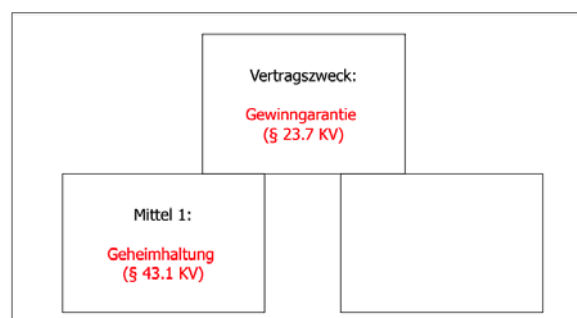 Vertragszweck:
Gewinngarantie
(§ 23.7 KV)
Mittel 1:
Geheimhaltung
(§ 43.1 KV)